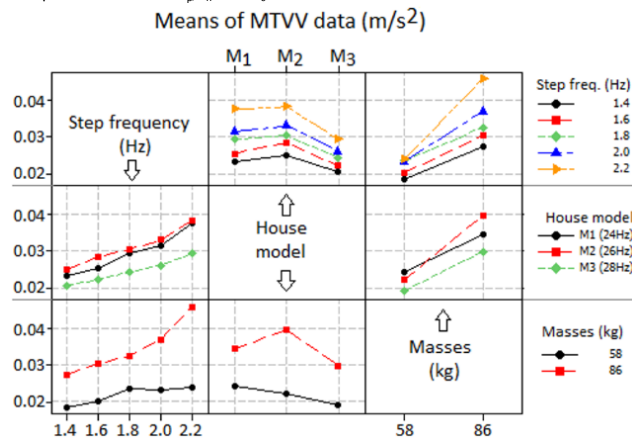 Means of MTVV data (m/s²)
M1 M2 M3
Step freq. (Hz)
1.4
1.6
1.8
2.0
2.2
0.04
0.03
0.02
Step frequency
(Hz)
House
model
0.04
0.03
0.02
House model
M1 (24Hz)
M2 (26Hz)
M3 (28Hz)
0.04
0.03
0.02
Masses
(kg)
Masses (kg)
58
86
1.4 1.6 1.8 2.0 2.2
58 86